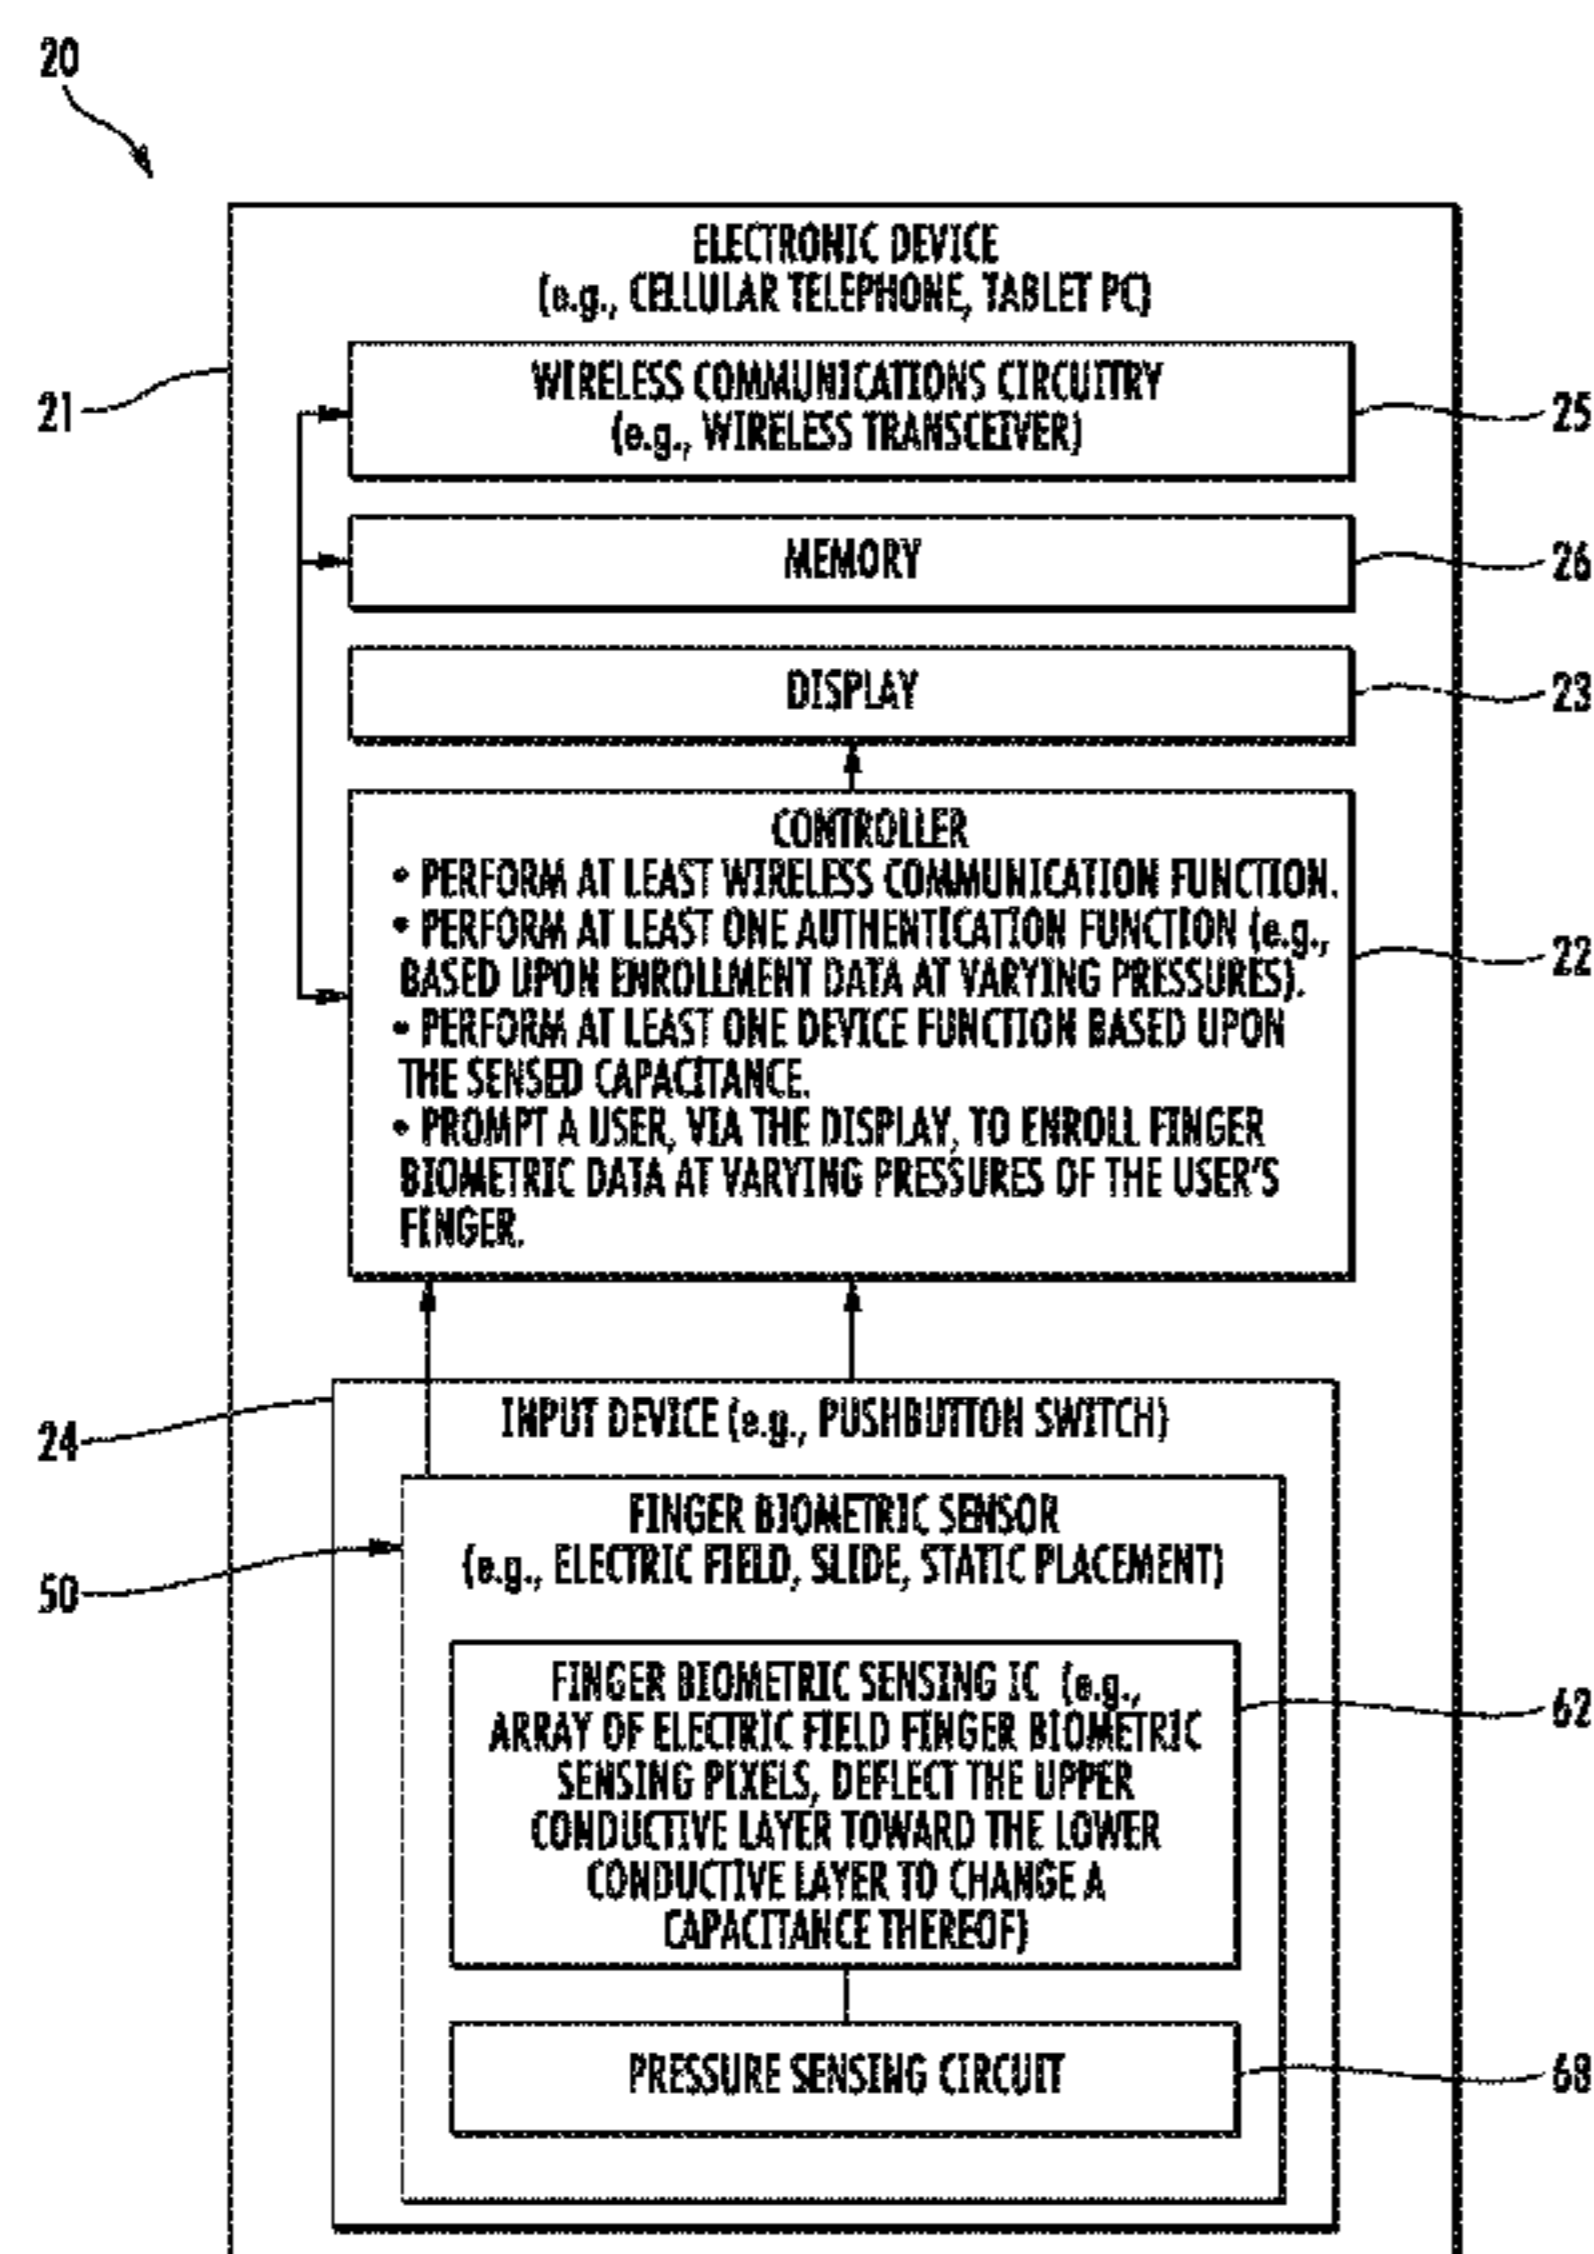 20
ELECTRONIC DEVICE
(e.g., CELLULAR TELEPHONE, TABLET PC)
21
WIRELESS COMMUNICATIONS CIRCUITRY
(e.g., WIRELESS TRANSCEIVER)
25
MEMORY
26
DISPLAY
23
CONTROLLER
• PERFORM AT LEAST WIRELESS COMMUNICATION FUNCTION.
• PERFORM AT LEAST ONE AUTHENTICATION FUNCTION (e.g.,
BASED UPON ENROLLMENT DATA AT VARYING PRESSURES).
• PERFORM AT LEAST ONE DEVICE FUNCTION BASED UPON
THE SENSED CAPACITANCE.
• PROMPT A USER, VIA THE DISPLAY, TO ENROLL FINGER
BIOMETRIC DATA AT VARYING PRESSURES OF THE USER'S
FINGER.
22
24
INPUT DEVICE (e.g., PUSHBUTTON SWITCH)
50
FINGER BIOMETRIC SENSOR
(e.g., ELECTRIC FIELD, SLIDE, STATIC PLACEMENT)
FINGER BIOMETRIC SENSING IC (e.g.,
ARRAY OF ELECTRIC FIELD FINGER BIOMETRIC
SENSING PIXELS, DEFLECT THE UPPER
CONDUCTIVE LAYER TOWARD THE LOWER
CONDUCTIVE LAYER TO CHANGE A
CAPACITANCE THEREOF)
62
PRESSURE SENSING CIRCUIT
68